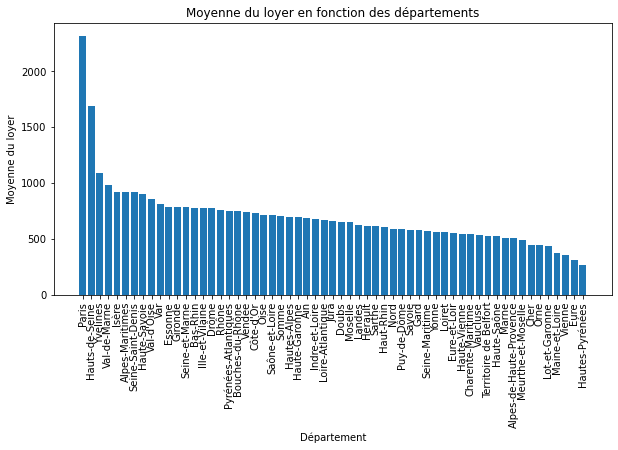 Moyenne du loyer en fonction des départements
Moyenne du loyer
2000
1500
1000
500
0
Paris
Hauts-de-Seine
Yvelines
Val-de-Marne
Isère
Alpes-Maritimes
Seine-Saint-Denis
Haute-Savoie
Val-d'Oise
Var
Essonne
Gironde
Seine-et-Marne
Bas-Rhin
Ille-et-Vilaine
Drôme
Rhône
Pyrénées-Atlantiques
Bouches-du-Rhône
Vendée
Côte-d'Or
Oise
Saône-et-Loire
Somme
Hautes-Alpes
Haute-Garonne
Ain
Indre-et-Loire
Loire-Atlantique
Jura
Doubs
Moselle
Landes
Hérault
Sarthe
Haut-Rhin
Nord
Puy-de-Dôme
Savoie
Gard
Seine-Maritime
Yonne
Loiret
Eure-et-Loir
Haute-Vienne
Charente-Maritime
Vaucluse
Territoire de Belfort
Haute-Saône
Marne
Alpes-de-Haute-Provence
Meurthe-et-Moselle
Cher
Orne
Lot-et-Garonne
Maine-et-Loire
Vienne
Eure
Hautes-Pyrénées
Département